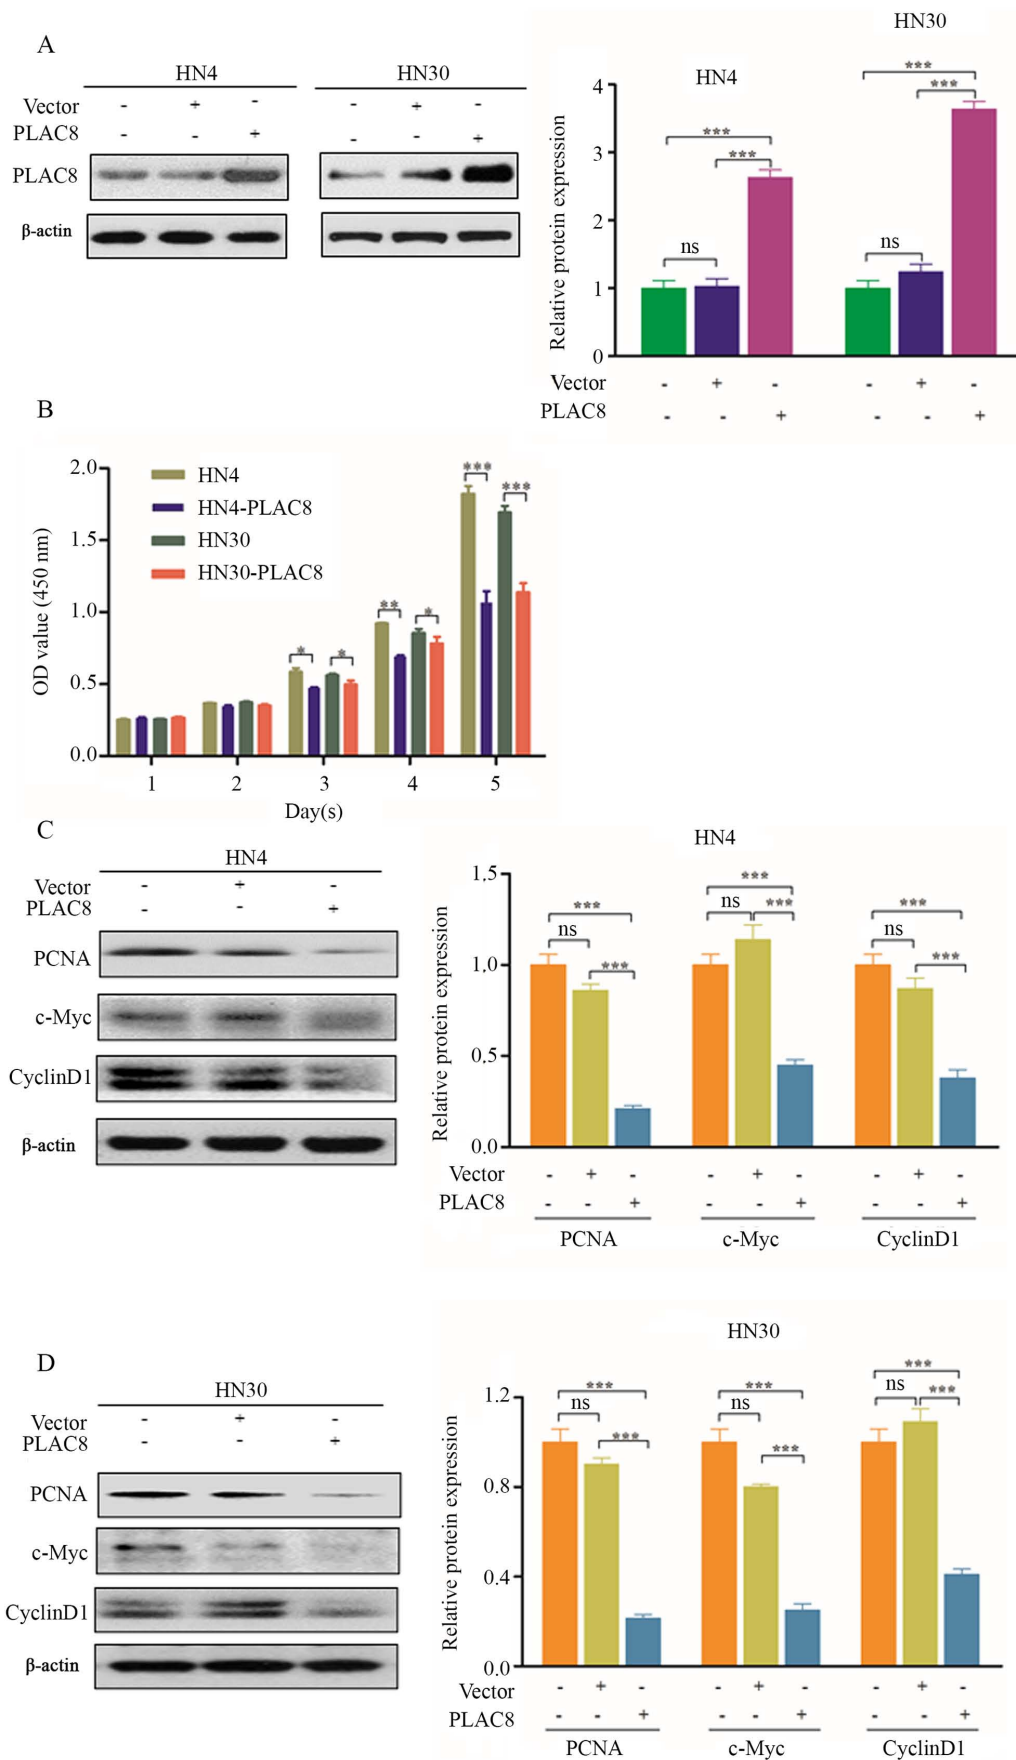 A
HN4
HN30
Vector - + - - + -
PLAC8 - - + - - +
PLAC8
β-actin
HN30
HN4
Relative protein expression
4
3
2
1
0
ns
***
***
ns
***
***
Vector - + - - + -
PLAC8 - - + - - +
B
OD value (450 nm)
2.0
1.5
1.0
0.5
0.0
HN4
HN4-PLAC8
HN30
HN30-PLAC8
*
*
**
*
***
***
1 2 3 4 5
Day(s)
C
HN4
Vector - + -
PLAC8 - - +
PCNA
c-Myc
CyclinD1
β-actin
HN4
Relative protein expression
1.5
1.0
0.5
0.0
***
ns
***
***
ns
***
***
ns
***
Vector - + - - + - - + -
PLAC8 - - + - - + - - +
PCNA c-Myc CyclinD1
D
HN30
Vector - + -
PLAC8 - - +
PCNA
c-Myc
CyclinD1
β-actin
HN30
Relative protein expression
1.2
0.8
0.4
0.0
***
ns
***
***
ns
***
***
ns
***
Vector - + - - + - - + -
PLAC8 - - + - - + - - +
PCNA c-Myc CyclinD1